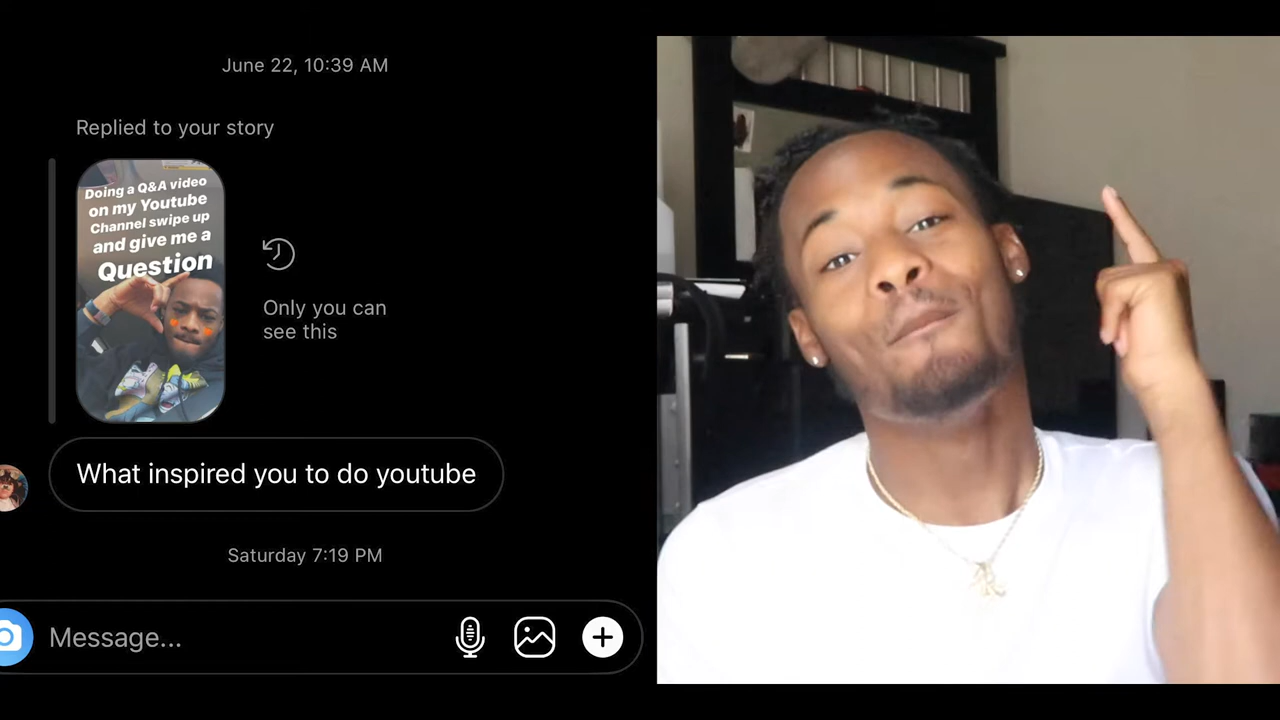 June 22, 10:39 AM
Replied to your story
Doing a Q&A video
on my Youtube
Channel swipe up
and give me a
Question
Only you can
see this
What inspired you to do youtube
Saturday 7:19 PM
Message...